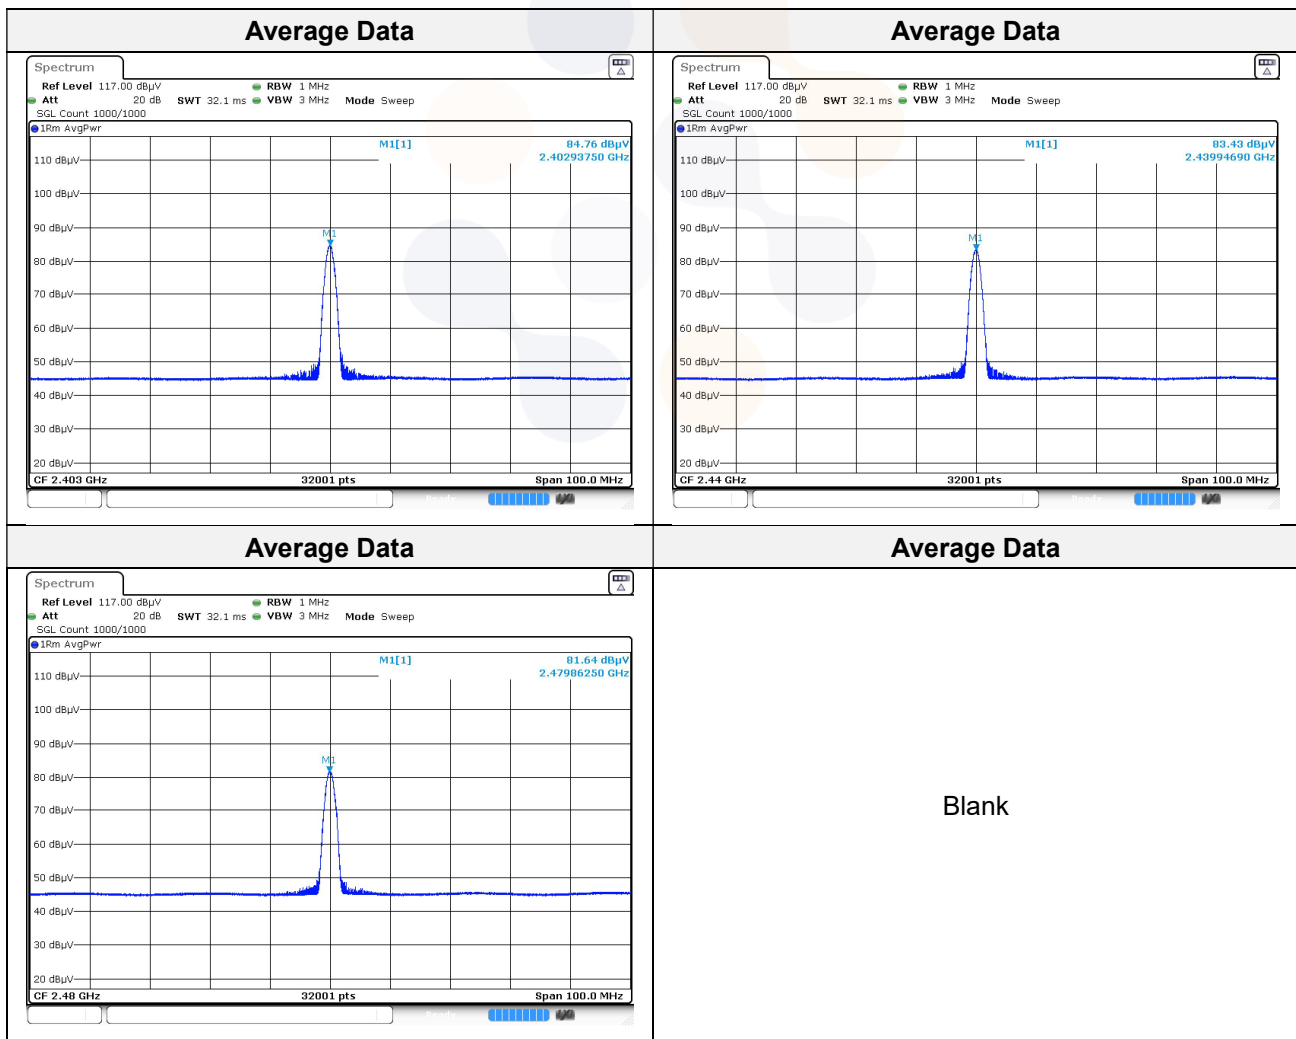 Average Data
Average Data
Spectrum
Ref Level 117.00 dBµV RBW 1 MHz
Att 20 dB SWT 32.1 ms VBW 3 MHz Mode Sweep
SGL Count 1000/1000
1Rm AvgPwr
M1[1] 84.76 dBµV
2.40293750 GHz
110 dBµV
100 dBµV
90 dBµV
M1
80 dBµV
70 dBµV
60 dBµV
50 dBµV
40 dBµV
30 dBµV
20 dBµV
CF 2.403 GHz 32001 pts Span 100.0 MHz
Ready
Spectrum
Ref Level 117.00 dBµV RBW 1 MHz
Att 20 dB SWT 32.1 ms VBW 3 MHz Mode Sweep
SGL Count 1000/1000
1Rm AvgPwr
M1[1] 83.43 dBµV
2.43994690 GHz
110 dBµV
100 dBµV
90 dBµV
M1
80 dBµV
70 dBµV
60 dBµV
50 dBµV
40 dBµV
30 dBµV
20 dBµV
CF 2.44 GHz 32001 pts Span 100.0 MHz
Ready
Average Data
Average Data
Spectrum
Ref Level 117.00 dBµV RBW 1 MHz
Att 20 dB SWT 32.1 ms VBW 3 MHz Mode Sweep
SGL Count 1000/1000
1Rm AvgPwr
M1[1] 81.64 dBµV
2.47986250 GHz
110 dBµV
100 dBµV
90 dBµV
M1
80 dBµV
70 dBµV
60 dBµV
50 dBµV
40 dBµV
30 dBµV
20 dBµV
CF 2.48 GHz 32001 pts Span 100.0 MHz
Ready
Blank